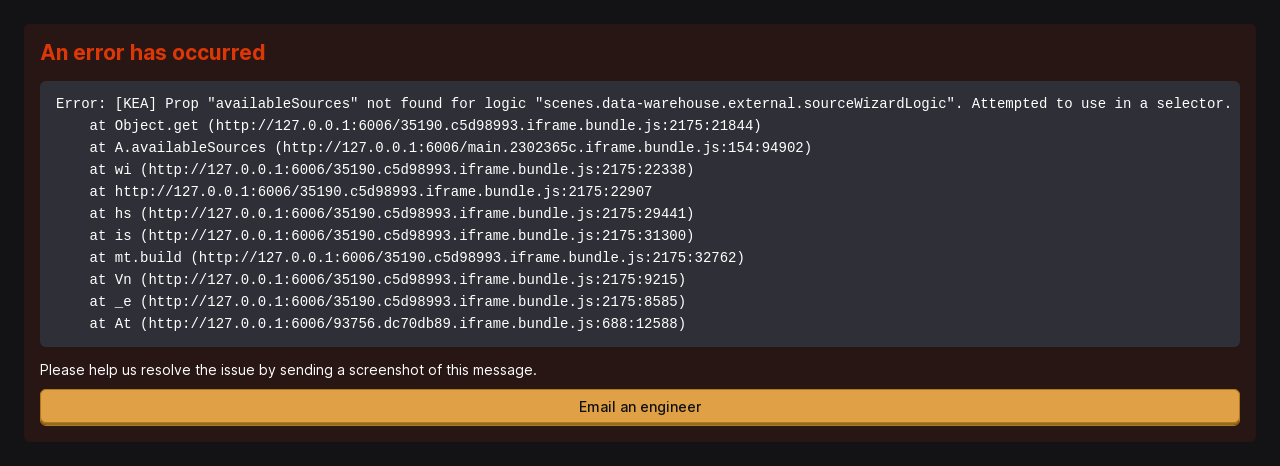 An error has occurred
Error: [KEA] Prop "availableSources" not found for logic "scenes.data-warehouse.external.sourceWizardLogic". Attempted to use in a selector.
at Object.get (http://127.0.0.1:6006/35190.c5d98993.iframe.bundle.js:2175:21844)
at A.availableSources (http://127.0.0.1:6006/main.2302365c.iframe.bundle.js:154:94902)
at wi (http://127.0.0.1:6006/35190.c5d98993.iframe.bundle.js:2175:22338)
at http://127.0.0.1:6006/35190.c5d98993.iframe.bundle.js:2175:22907
at hs (http://127.0.0.1:6006/35190.c5d98993.iframe.bundle.js:2175:29441)
at is (http://127.0.0.1:6006/35190.c5d98993.iframe.bundle.js:2175:31300)
at mt.build (http://127.0.0.1:6006/35190.c5d98993.iframe.bundle.js:2175:32762)
at Vn (http://127.0.0.1:6006/35190.c5d98993.iframe.bundle.js:2175:9215)
at _e (http://127.0.0.1:6006/35190.c5d98993.iframe.bundle.js:2175:8585)
at At (http://127.0.0.1:6006/93756.dc70db89.iframe.bundle.js:688:12588)
Please help us resolve the issue by sending a screenshot of this message.
Email an engineer